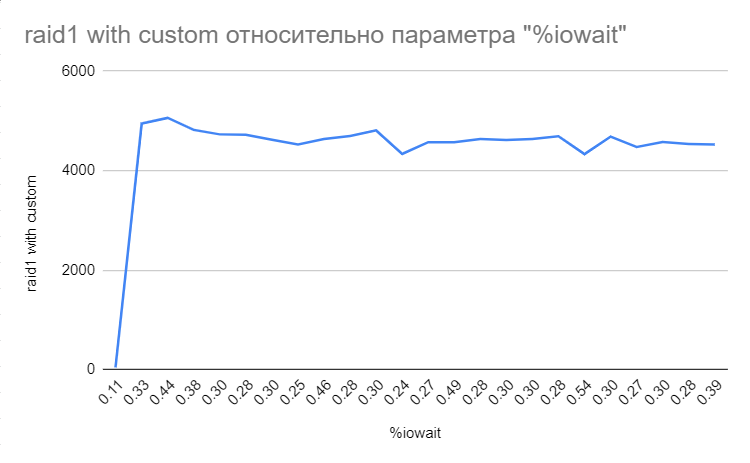 raid1 with custom относительно параметра "%iowait"
6000
4000
2000
0
raid1 with custom
0.11 0.33 0.44 0.38 0.30 0.28 0.30 0.25 0.46 0.28 0.30 0.24 0.27 0.49 0.28 0.30 0.30 0.28 0.54 0.30 0.27 0.30 0.28 0.39
%iowait